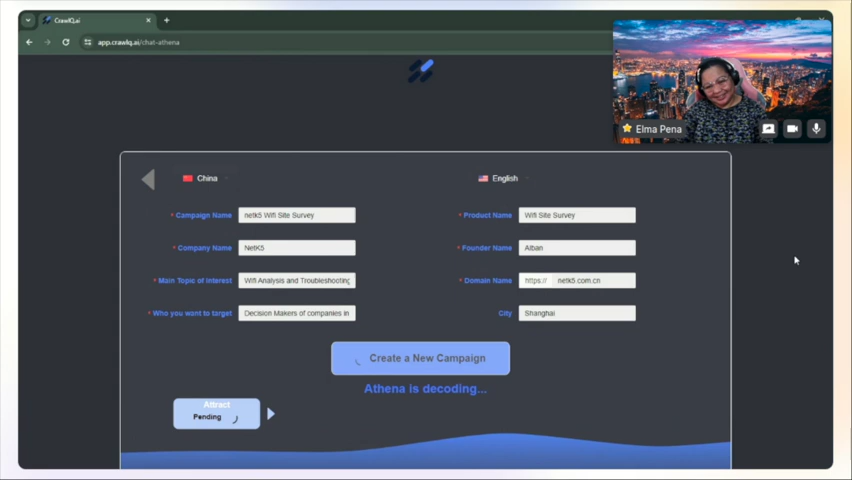 CrawlQ.ai
app.crawlq.ai/chat-athena
Elma Pena
China
English
* Campaign Name netk5 Wifi Site Survey
* Product Name Wifi Site Survey
* Company Name NetK5
* Founder Name Alban
* Main Topic of Interest Wifi Analysis and Troubleshooting
* Domain Name https:// netk5.com.cn
* Who you want to target Decision Makers of companies in
City Shanghai
Create a New Campaign
Athena is decoding...
Attract
Pending